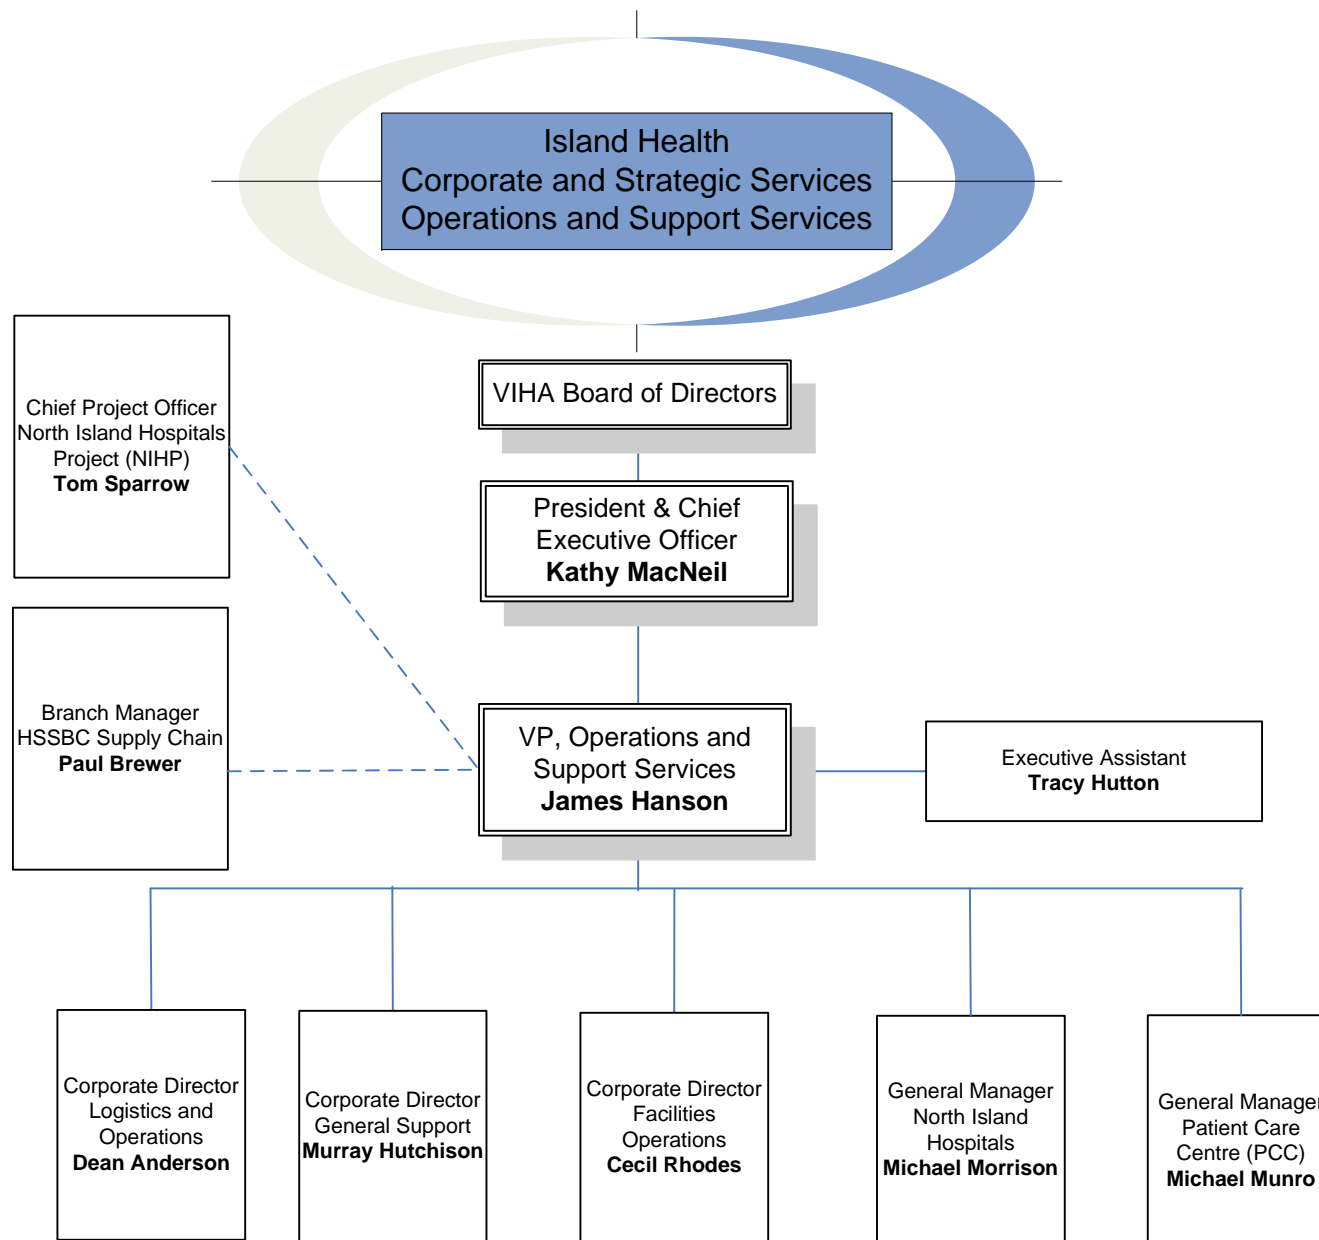 Island Health
Corporate and Strategic Services
Operations and Support Services
VIHA Board of Directors
Chief Project Officer
North Island Hospitals
Project (NIHP)
Tom Sparrow
President & Chief
Executive Officer
Kathy MacNeil
Branch Manager
HSSBC Supply Chain
Paul Brewer
VP, Operations and
Support Services
James Hanson
Executive Assistant
Tracy Hutton
Corporate Director
Logistics and
Operations
Dean Anderson
Corporate Director
General Support
Murray Hutchison
Corporate Director
Facilities
Operations
Cecil Rhodes
General Manager
North Island
Hospitals
Michael Morrison
General Manager
Patient Care
Centre (PCC)
Michael Munro